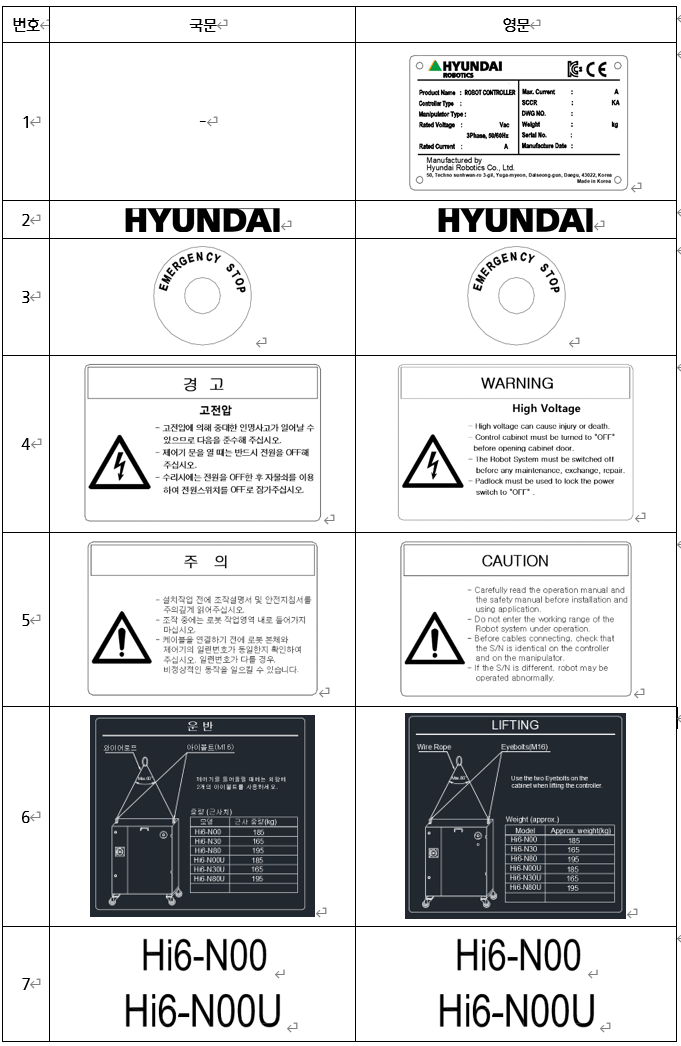 번호 국문 영문
1 -
HYUNDAI
ROBOTICS
CE
Product Name : ROBOT CONTROLLER
Controller Type :
Manipulator Type :
Rated Voltage : Vac
3Phase, 50/60Hz
Rated Current : A
Max. Current : A
SCCR : KA
DWG NO. :
Weight : kg
Serial No. :
Manufacture Date :
Manufactured by
Hyundai Robotics Co., Ltd.
50, Techno sunhwan-ro 3-gil, Yuga-myeon, Dalseong-gun, Daegu, 43022, Korea
Made in Korea
2 HYUNDAI HYUNDAI
3 EMERGENCY STOP EMERGENCY STOP
4
경 고
고전압
- 고전압에 의해 중대한 인명사고가 일어날 수
있으므로 다음을 준수해 주십시오.
- 제어기 문을 열 때는 반드시 전원을 OFF해
주십시오.
- 수리시에는 전원을 OFF한 후 자물쇠를 이용
하여 전원스위치를 OFF로 잠가주십시오.
WARNING
High Voltage
- High voltage can cause injury or death.
- Control cabinet must be turned to "OFF"
before opening cabinet door.
- The Robot System must be switched off
before any maintenance, exchange, repair.
- Padlock must be used to lock the power
switch to "OFF" .
5
주 의
- 설치작업 전에 조작설명서 및 안전지침서를
주의깊게 읽어주십시오.
- 조작 중에는 로봇 작업영역 내로 들어가지
마십시오.
- 케이블을 연결하기 전에 로봇 본체와
제어기의 일련번호가 동일한지 확인하여
주십시오. 일련번호가 다를 경우,
비정상적인 동작을 일으킬 수 있습니다.
CAUTION
- Carefully read the operation manual and
the safety manual before installation and
using application.
- Do not enter the working range of the
Robot system under operation.
- Before cables connecting, check that
the S/N is identical on the controller
and on the manipulator.
- If the S/N is different, robot may be
operated abnormally.
6
운 반
와이어로프 아이볼트(M16)
Max.60°
제어기를 들어올릴 때에는 외함에
2개의 아이볼트를 사용하세요.
중량 (근사치)
모델 근사 중량(kg)
Hi6-N00 185
Hi6-N30 165
Hi6-N80 195
Hi6-N00U 185
Hi6-N30U 165
Hi6-N80U 195
LIFTING
Wire Rope Eyebolts(M16)
Max.60°
Use the two Eyebolts on the
cabinet when lifting the controller.
Weight (approx.)
Model Approx. weight(kg)
Hi6-N00 185
Hi6-N30 165
Hi6-N80 195
Hi6-N00U 185
Hi6-N30U 165
Hi6-N80U 195
7
Hi6-N00 Hi6-N00
Hi6-N00U Hi6-N00U